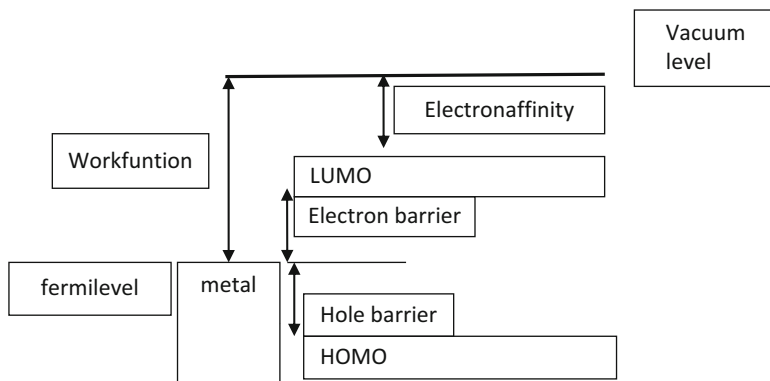 Vacuum
level
Electronaffinity
Workfuntion
LUMO
Electron barrier
fermilevel
metal
Hole barrier
HOMO